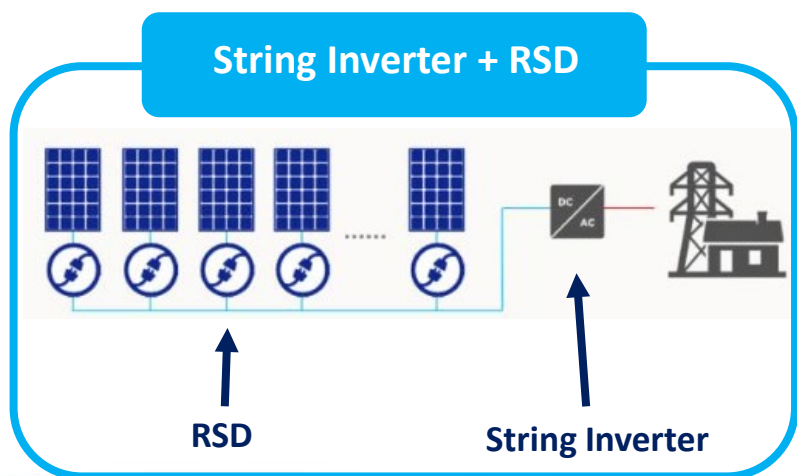 String Inverter + RSD
DC
AC
RSD
String Inverter